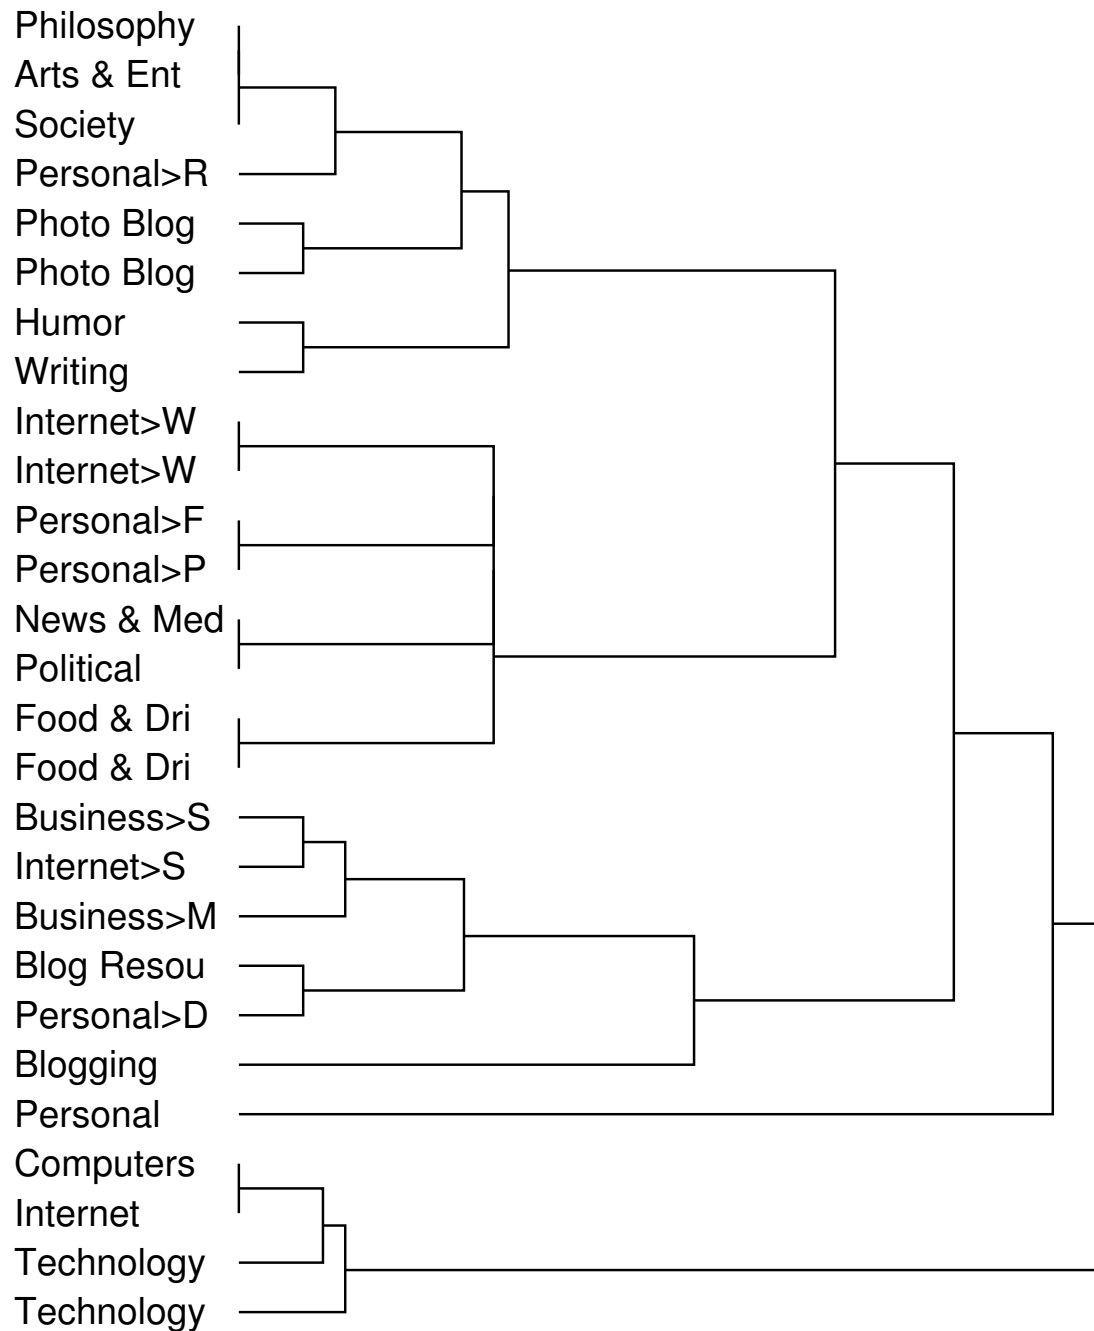 Philosophy
Arts & Ent
Society
Personal>R
Photo Blog
Photo Blog
Humor
Writing
Internet>W
Internet>W
Personal>F
Personal>P
News & Med
Political
Food & Dri
Food & Dri
Business>S
Internet>S
Business>M
Blog Resou
Personal>D
Blogging
Personal
Computers
Internet
Technology
Technology